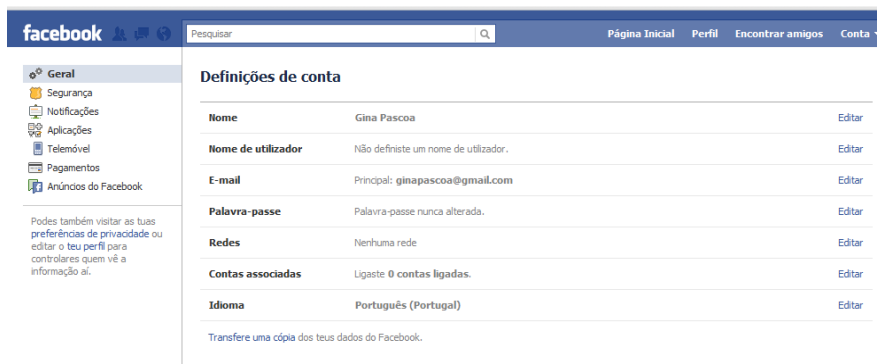 facebook
Pesquisar
Página Inicial Perfil Encontrar amigos Conta
Geral
Segurança
Notificações
Aplicações
Telemóvel
Pagamentos
Anúncios do Facebook
Podes também visitar as tuas
preferências de privacidade ou
editar o teu perfil para
controlares quem vê a
informação aí.
Definições de conta
Nome Gina Pascoa Editar
Nome de utilizador Não definiste um nome de utilizador. Editar
E-mail Principal: ginapascoa@gmail.com Editar
Palavra-passe Palavra-passe nunca alterada. Editar
Redes Nenhuma rede Editar
Contas associadas Ligaste 0 contas ligadas. Editar
Idioma Português (Portugal) Editar
Transfere uma cópia dos teus dados do Facebook.